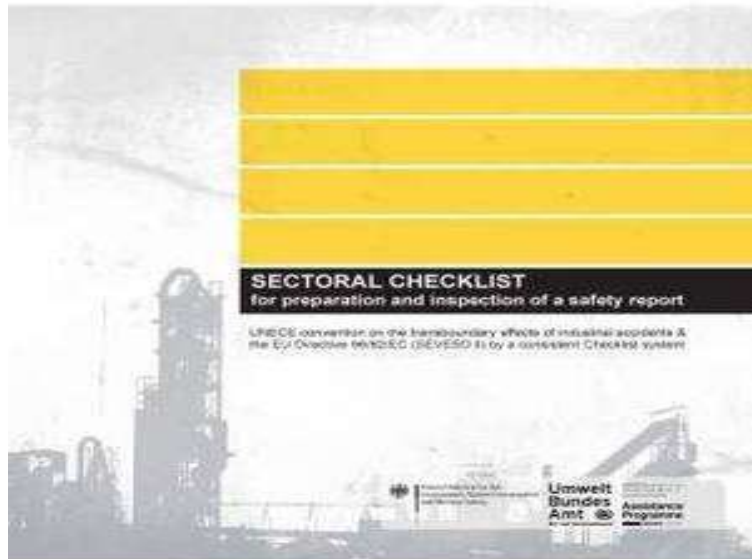 SECTORAL CHECKLIST
for preparation and inspection of a safety report
UNECE convention on the transboundary effects of industrial accidents &
the EU Directive 96/82/EC (SEVESO II) by a consistent Checklist system
Umwelt
Bundes
Amt
Assistance
Programme